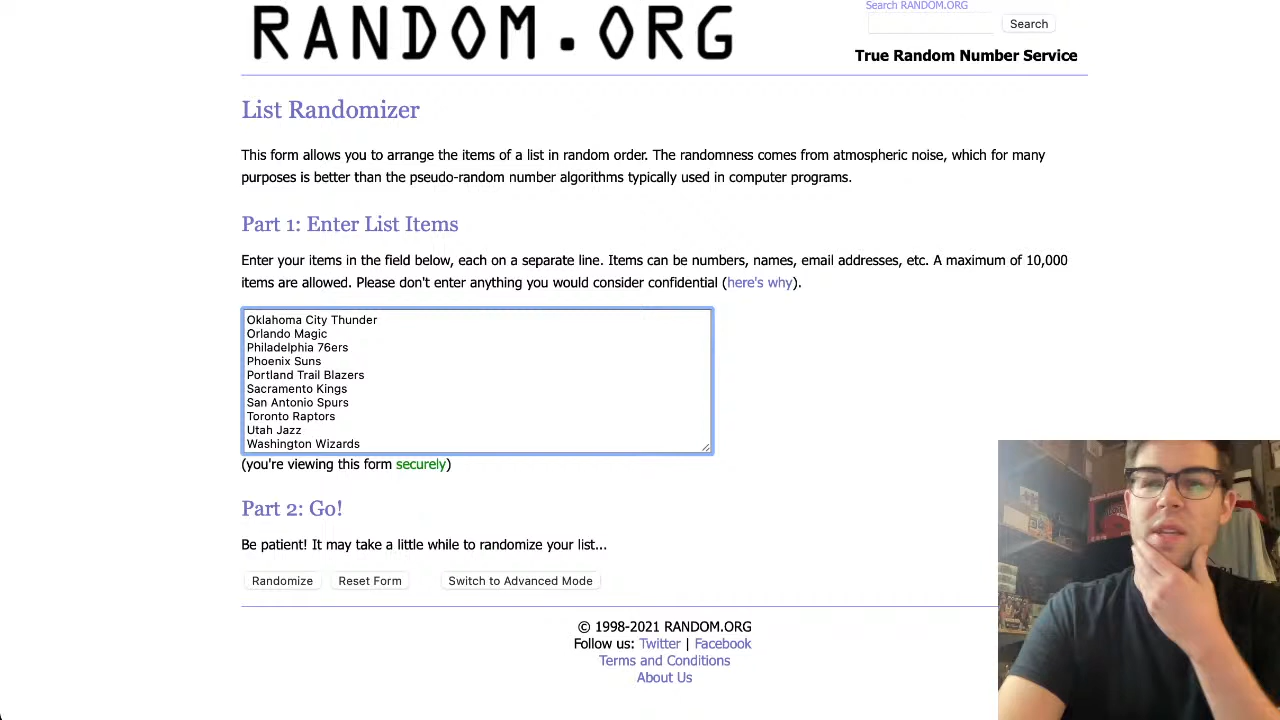 RANDOM.ORG
Search RANDOM.ORG
Search
True Random Number Service
List Randomizer
This form allows you to arrange the items of a list in random order. The randomness comes from atmospheric noise, which for many
purposes is better than the pseudo-random number algorithms typically used in computer programs.
Part 1: Enter List Items
Enter your items in the field below, each on a separate line. Items can be numbers, names, email addresses, etc. A maximum of 10,000
items are allowed. Please don't enter anything you would consider confidential (here's why).
Oklahoma City Thunder
Orlando Magic
Philadelphia 76ers
Phoenix Suns
Portland Trail Blazers
Sacramento Kings
San Antonio Spurs
Toronto Raptors
Utah Jazz
Washington Wizards
(you're viewing this form securely)
Part 2: Go!
Be patient! It may take a little while to randomize your list...
Randomize Reset Form Switch to Advanced Mode
© 1998-2021 RANDOM.ORG
Follow us: Twitter | Facebook
Terms and Conditions
About Us